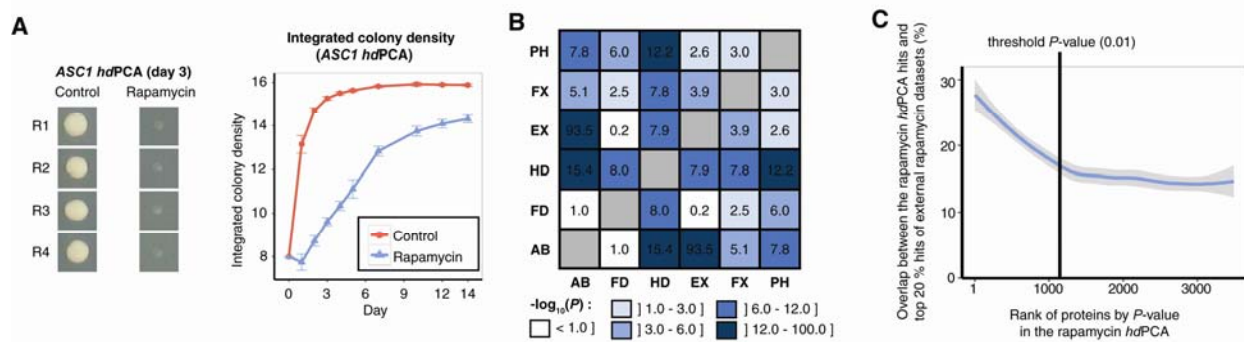 A
ASC1 hdPCA (day 3)
Control Rapamycin
R1
R2
R3
R4
Integrated colony density
(ASC1 hdPCA)
Integrated colony density
16
14
12
10
8
0 3 6 9 12 14
Day
Control
Rapamycin
B
PH 7.8 6.0 12.2 2.6 3.0
FX 5.1 2.5 7.8 3.9 3.0
EX 93.5 0.2 7.9 3.9 2.6
HD 15.4 8.0 7.9 7.8 12.2
FD 1.0 8.0 0.2 2.5 6.0
AB 1.0 15.4 93.5 5.1 7.8
AB FD HD EX FX PH
-log10(P) :
< 1.0 ]
] 1.0 - 3.0 ]
] 3.0 - 6.0 ]
] 6.0 - 12.0 ]
] 12.0 - 100.0 ]
C
threshold P-value (0.01)
Overlap between the rapamycin hdPCA hits and
top 20 % hits of external rapamycin datasets (%)
30
20
10
0
1 1000 2000 3000
Rank of proteins by P-value
in the rapamycin hdPCA